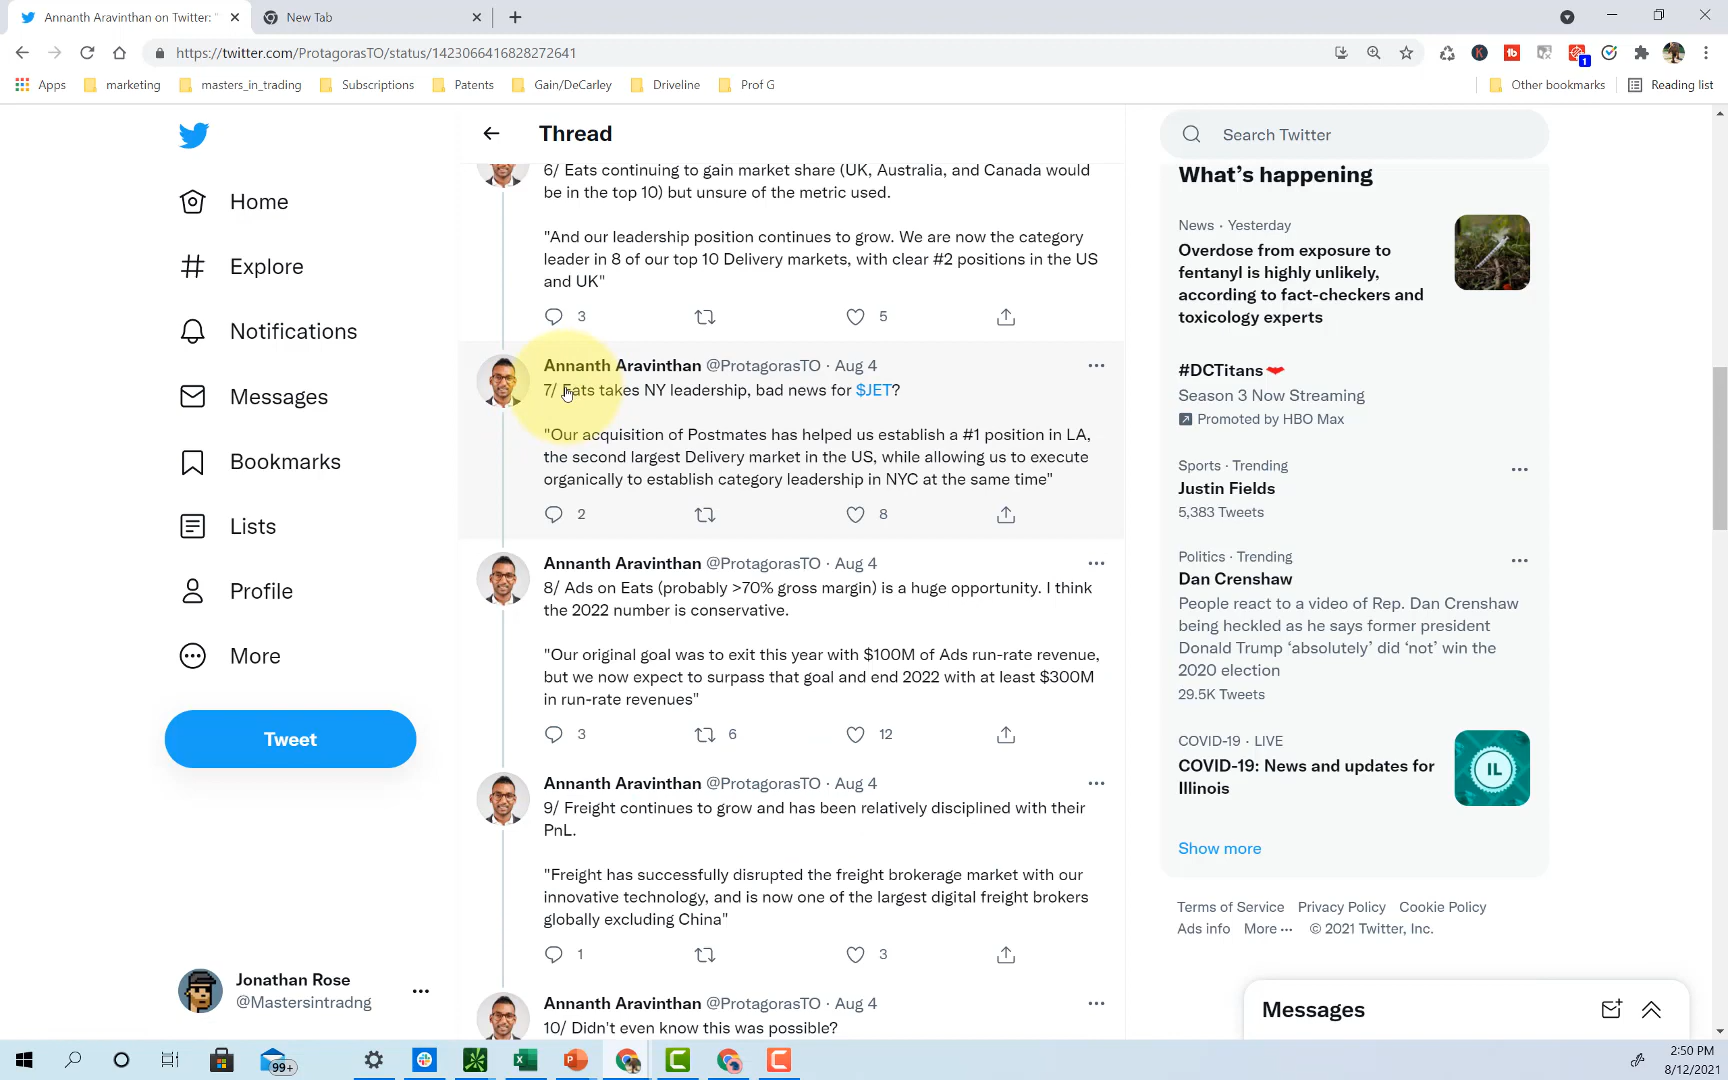 Annanth Aravinthan on Twitter: "
New Tab
https://twitter.com/ProtagorasTO/status/1423066416828272641
1
Apps
marketing
masters_in_trading
Subscriptions
Patents
Gain/DeCarley
Driveline
Prof G
Other bookmarks
Reading list
Home
Explore
Notifications
Messages
Bookmarks
Lists
Profile
More
Tweet
Jonathan Rose
@Mastersintradng
Thread
6/ Eats continuing to gain market share (UK, Australia, and Canada would
be in the top 10) but unsure of the metric used.
"And our leadership position continues to grow. We are now the category
leader in 8 of our top 10 Delivery markets, with clear #2 positions in the US
and UK"
3
5
Annanth Aravinthan @ProtagorasTO · Aug 4
7/ Eats takes NY leadership, bad news for $JET?
"Our acquisition of Postmates has helped us establish a #1 position in LA,
the second largest Delivery market in the US, while allowing us to execute
organically to establish category leadership in NYC at the same time"
2
8
Annanth Aravinthan @ProtagorasTO · Aug 4
8/ Ads on Eats (probably >70% gross margin) is a huge opportunity. I think
the 2022 number is conservative.
"Our original goal was to exit this year with $100M of Ads run-rate revenue,
but we now expect to surpass that goal and end 2022 with at least $300M
in run-rate revenues"
3
6
12
Annanth Aravinthan @ProtagorasTO · Aug 4
9/ Freight continues to grow and has been relatively disciplined with their
PnL.
"Freight has successfully disrupted the freight brokerage market with our
innovative technology, and is now one of the largest digital freight brokers
globally excluding China"
1
3
Annanth Aravinthan @ProtagorasTO · Aug 4
10/ Didn't even know this was possible?
Search Twitter
What's happening
News · Yesterday
Overdose from exposure to
fentanyl is highly unlikely,
according to fact-checkers and
toxicology experts
#DCTitans
Season 3 Now Streaming
Promoted by HBO Max
Sports · Trending
Justin Fields
5,383 Tweets
Politics · Trending
Dan Crenshaw
People react to a video of Rep. Dan Crenshaw
being heckled as he says former president
Donald Trump 'absolutely' did 'not' win the
2020 election
29.5K Tweets
COVID-19 · LIVE
COVID-19: News and updates for
Illinois
IL
Show more
Terms of Service Privacy Policy Cookie Policy
Ads info More ··· © 2021 Twitter, Inc.
Messages
99+
2:50 PM
8/12/2021